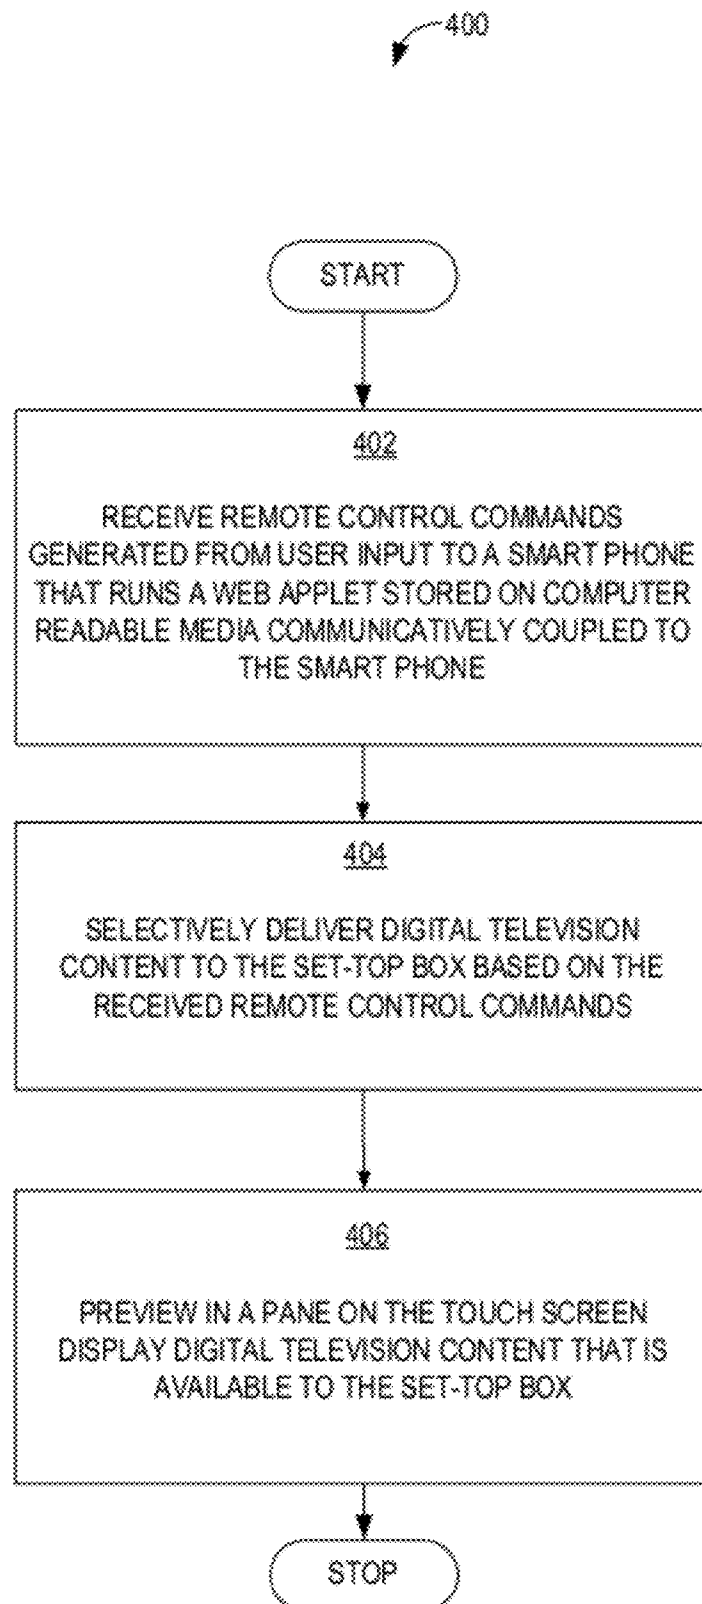 400
START
402
RECEIVE REMOTE CONTROL COMMANDS
GENERATED FROM USER INPUT TO A SMART PHONE
THAT RUNS A WEB APPLET STORED ON COMPUTER
READABLE MEDIA COMMUNICATIVELY COUPLED TO
THE SMART PHONE
404
SELECTIVELY DELIVER DIGITAL TELEVISION
CONTENT TO THE SET-TOP BOX BASED ON THE
RECEIVED REMOTE CONTROL COMMANDS
406
PREVIEW IN A PANE ON THE TOUCH SCREEN
DISPLAY DIGITAL TELEVISION CONTENT THAT IS
AVAILABLE TO THE SET-TOP BOX
STOP